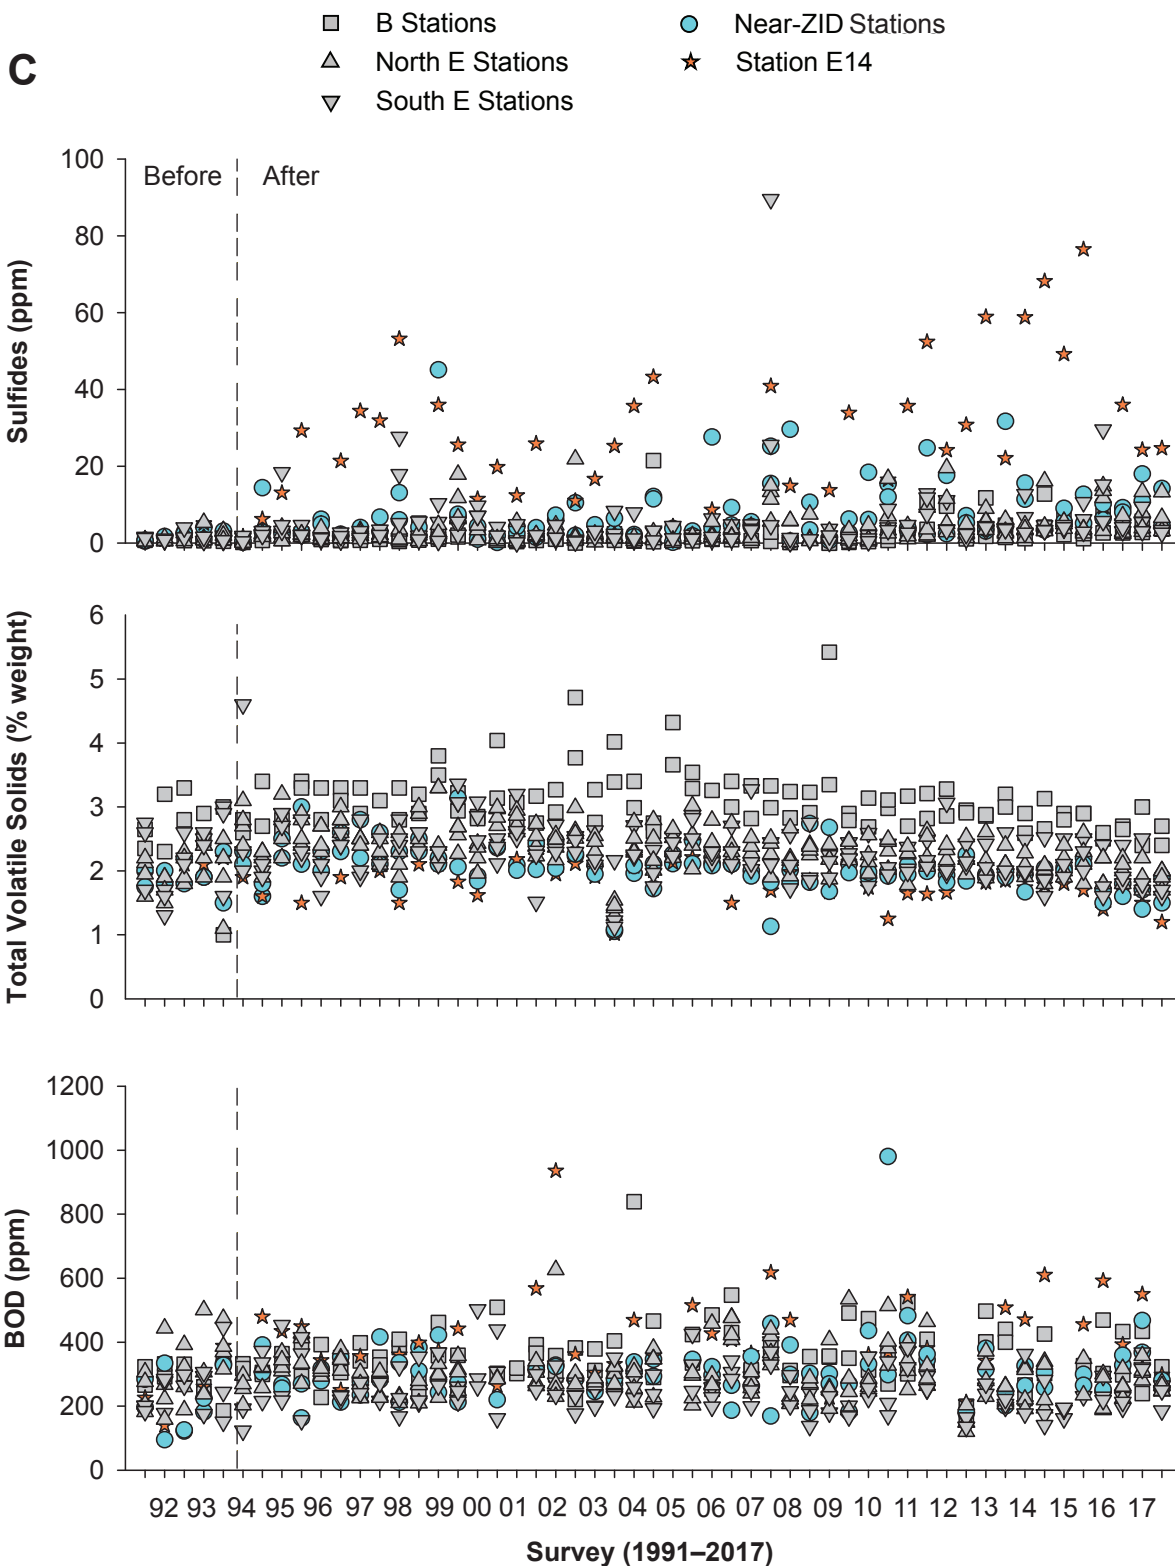 C
B Stations
North E Stations
South E Stations
Near-ZID Stations
Station E14
Sulfides (ppm)
100
80
60
40
20
0
Before
After
Total Volatile Solids (% weight)
6
5
4
3
2
1
0
BOD (ppm)
1200
1000
800
600
400
200
0
92 93 94 95 96 97 98 99 00 01 02 03 04 05 06 07 08 09 10 11 12 13 14 15 16 17
Survey (1991–2017)